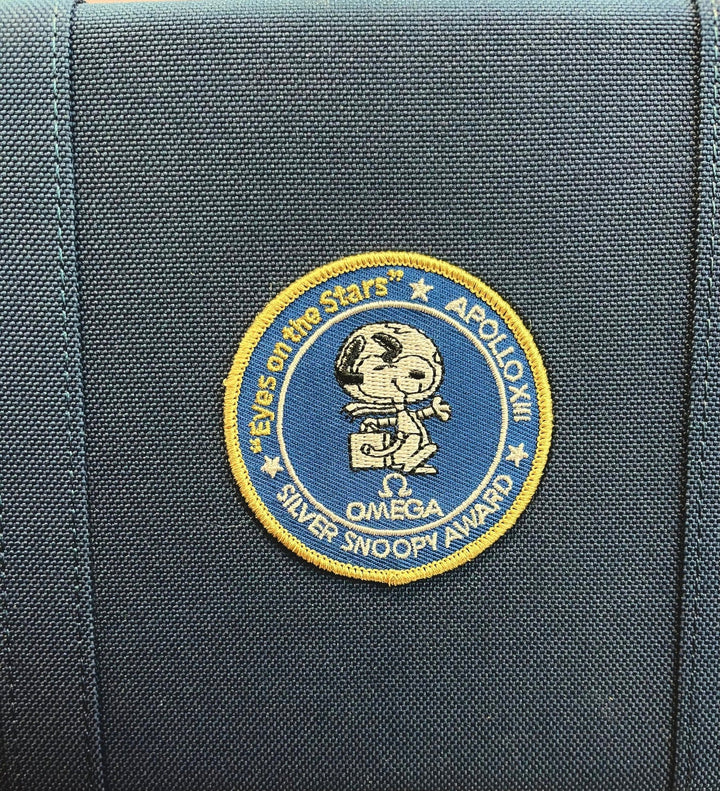 "Eyes on the Stars"
APOLLO XIII
Ω
OMEGA
SILVER SNOOPY AWARD